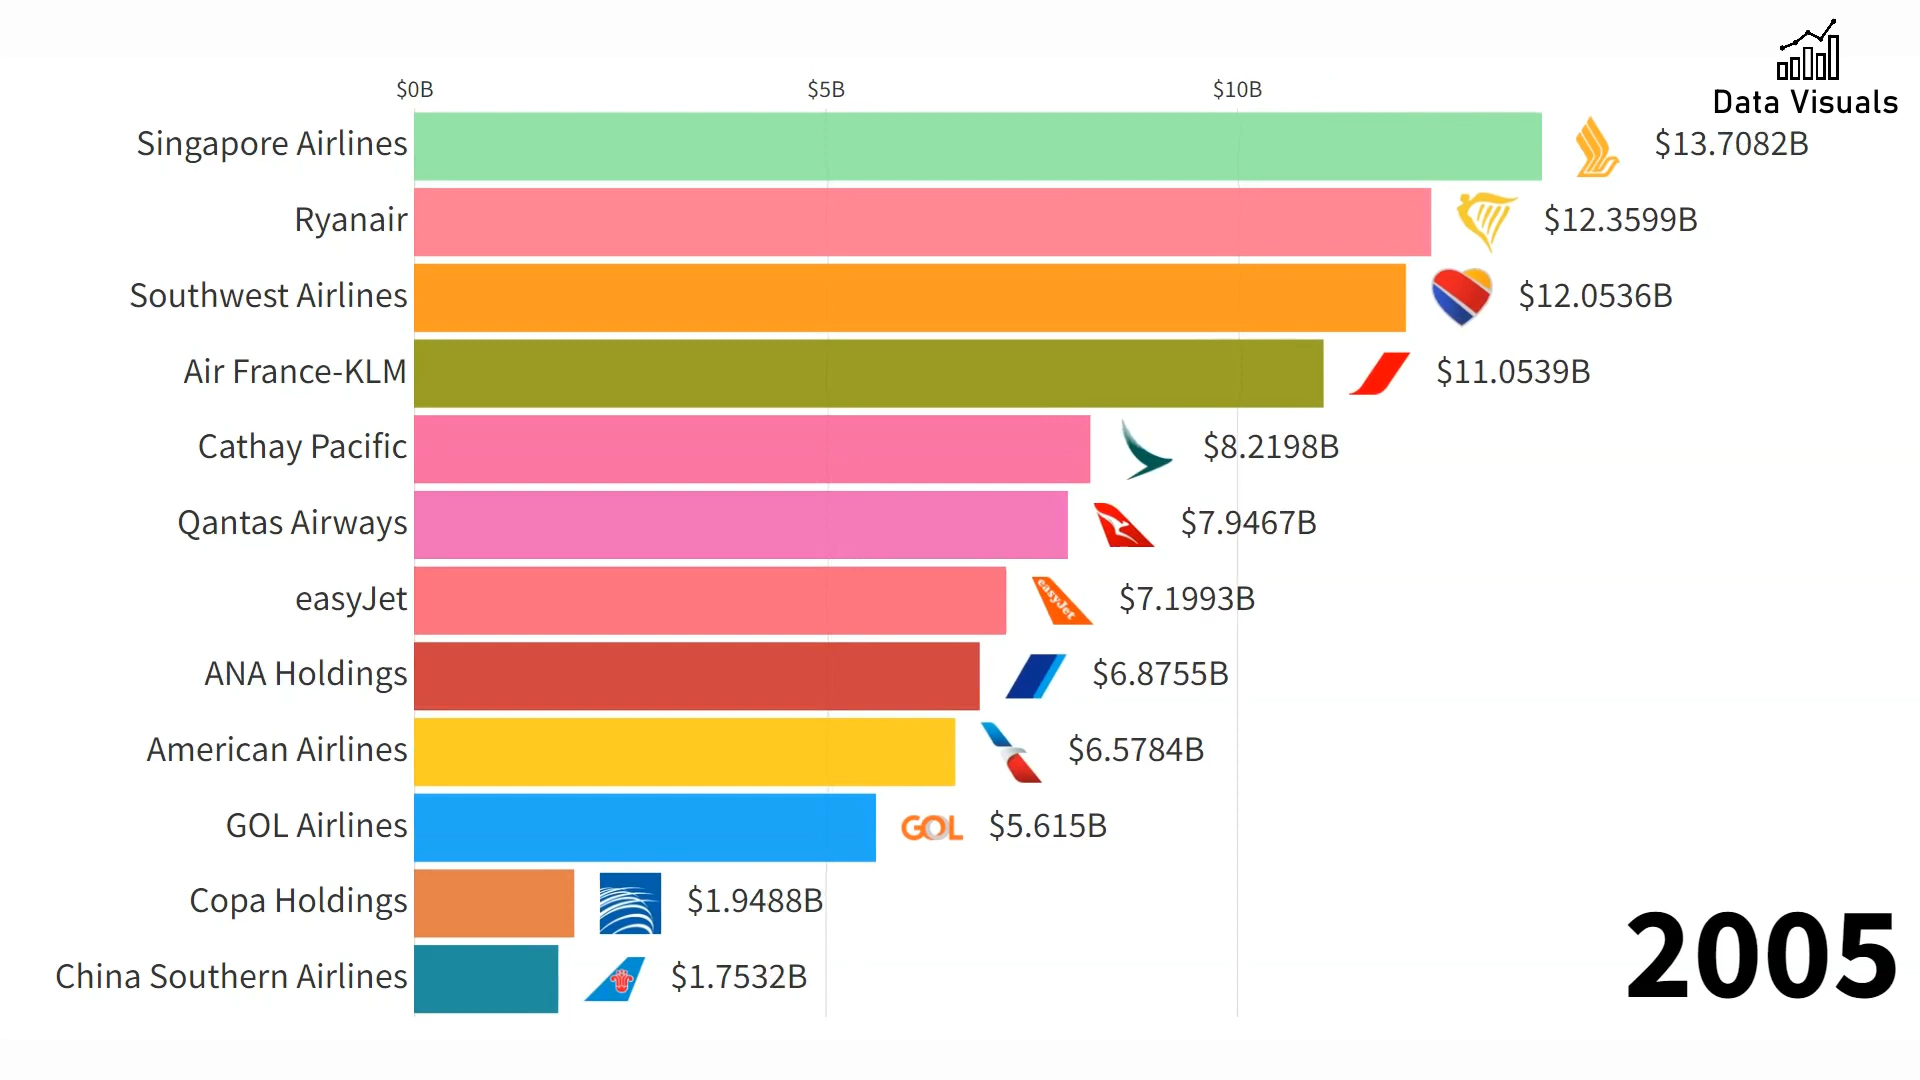 $0B $5B $10B
Data Visuals
Singapore Airlines $13.7082B
Ryanair $12.3599B
Southwest Airlines $12.0536B
Air France-KLM $11.0539B
Cathay Pacific $8.2198B
Qantas Airways $7.9467B
easyJet easyJet $7.1993B
ANA Holdings $6.8755B
American Airlines $6.5784B
GOL Airlines GOL $5.615B
Copa Holdings $1.9488B
China Southern Airlines $1.7532B
2005